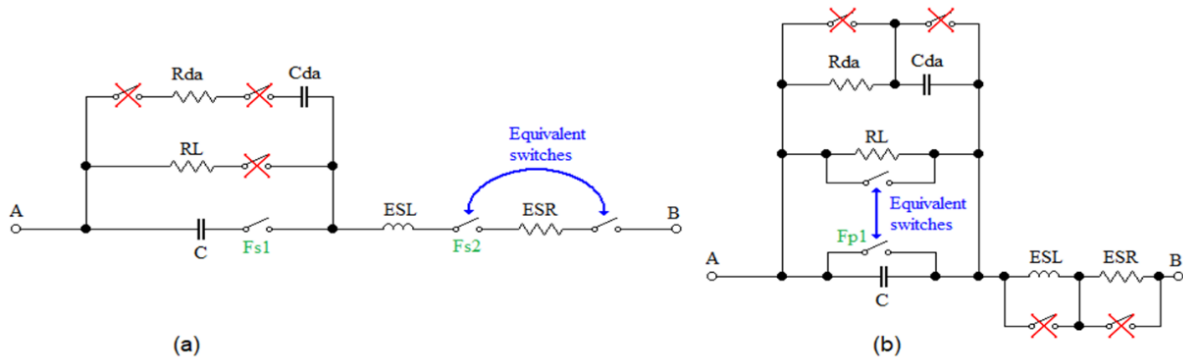 Rda
Cda
RL
A
C
Fs1
ESL
Fs2
ESR
B
Equivalent
switches
(a)
Rda
Cda
RL
Equivalent
switches
Fp1
A
C
ESL
ESR
B
(b)